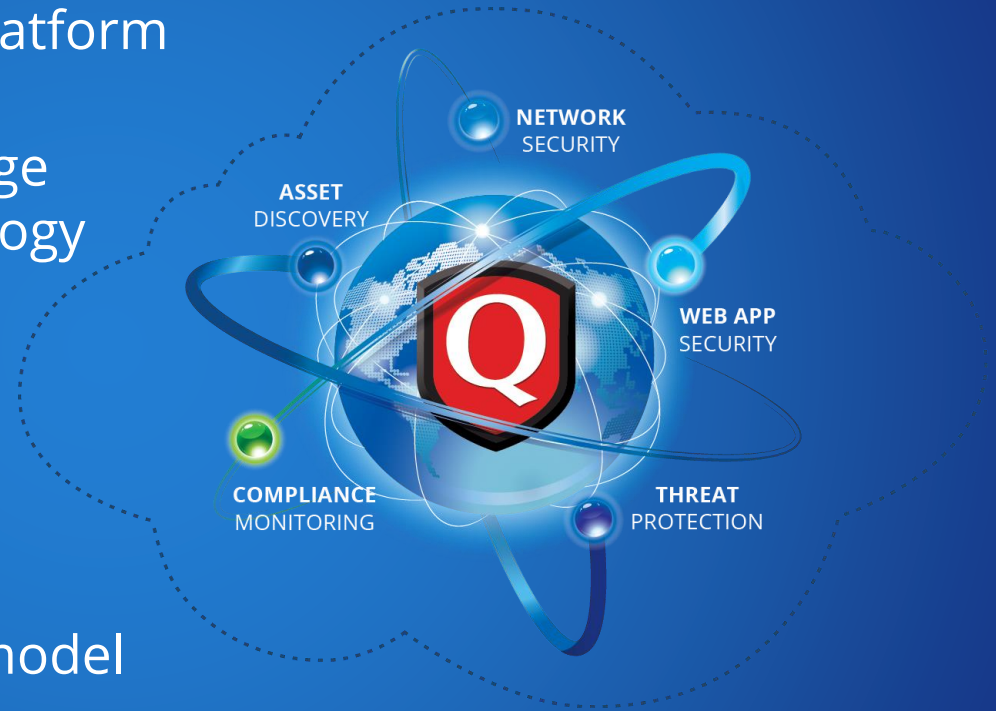 atform
ge
ogy
nodel
NETWORK
SECURITY
ASSET
DISCOVERY
Q
WEB APP
SECURITY
COMPLIANCE
MONITORING
THREAT
PROTECTION